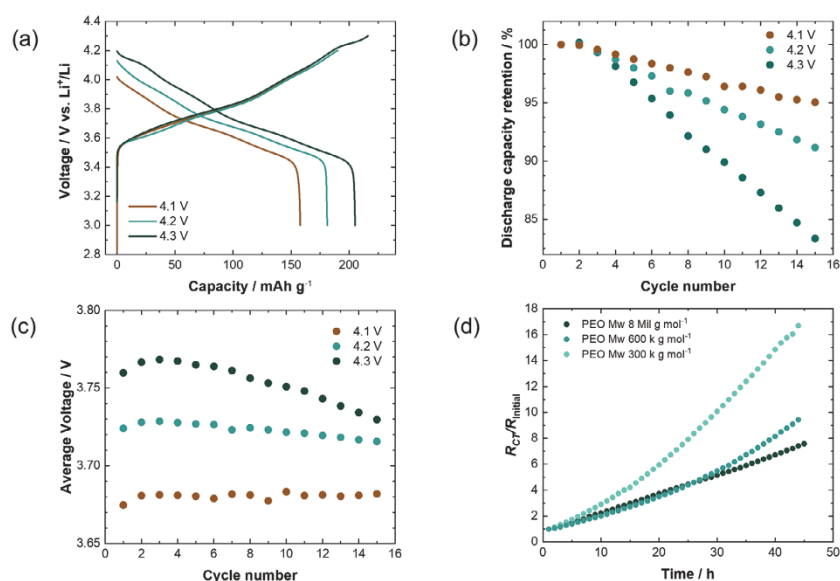 (a)
4.4
4.2
4.0
3.8
3.6
3.4
3.2
3.0
2.8
Voltage / V vs. Li⁺/Li
4.1 V
4.2 V
4.3 V
0 50 100 150 200
Capacity / mAh g⁻¹
(b)
100
95
90
85
Discharge capacity retention / %
4.1 V
4.2 V
4.3 V
0 2 4 6 8 10 12 14 16
Cycle number
(c)
3.80
3.75
3.70
3.65
Average Voltage / V
4.1 V
4.2 V
4.3 V
0 2 4 6 8 10 12 14 16
Cycle number
(d)
18
16
14
12
10
8
6
4
2
0
R_CT/R_Initial
PEO Mw 8 Mil g mol⁻¹
PEO Mw 600 k g mol⁻¹
PEO Mw 300 k g mol⁻¹
0 10 20 30 40 50
Time / h